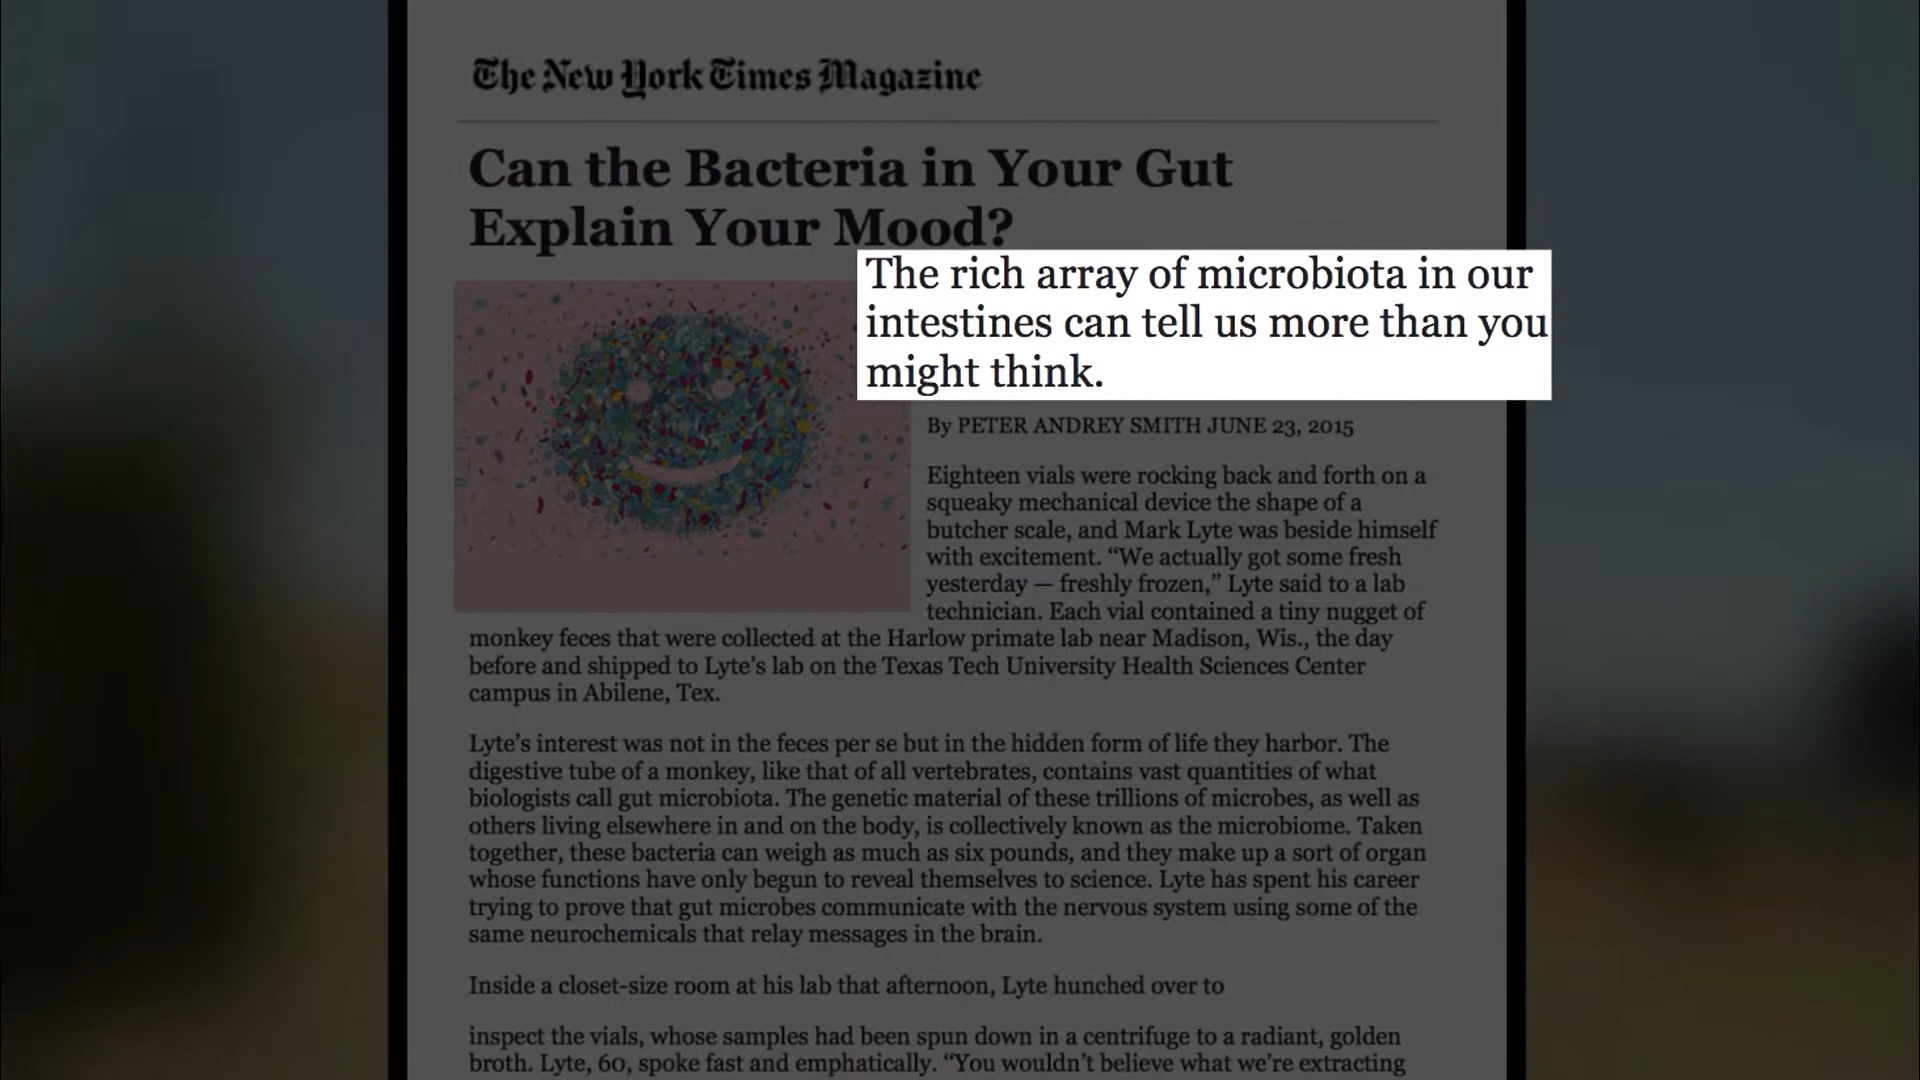 The New York Times Magazine
Can the Bacteria in Your Gut
Explain Your Mood?
The rich array of microbiota in our
intestines can tell us more than you
might think.
By PETER ANDREY SMITH JUNE 23, 2015
Eighteen vials were rocking back and forth on a
squeaky mechanical device the shape of a
butcher scale, and Mark Lyte was beside himself
with excitement. “We actually got some fresh
yesterday — freshly frozen,” Lyte said to a lab
technician. Each vial contained a tiny nugget of
monkey feces that were collected at the Harlow primate lab near Madison, Wis., the day
before and shipped to Lyte’s lab on the Texas Tech University Health Sciences Center
campus in Abilene, Tex.
Lyte’s interest was not in the feces per se but in the hidden form of life they harbor. The
digestive tube of a monkey, like that of all vertebrates, contains vast quantities of what
biologists call gut microbiota. The genetic material of these trillions of microbes, as well as
others living elsewhere in and on the body, is collectively known as the microbiome. Taken
together, these bacteria can weigh as much as six pounds, and they make up a sort of organ
whose functions have only begun to reveal themselves to science. Lyte has spent his career
trying to prove that gut microbes communicate with the nervous system using some of the
same neurochemicals that relay messages in the brain.
Inside a closet-size room at his lab that afternoon, Lyte hunched over to
inspect the vials, whose samples had been spun down in a centrifuge to a radiant, golden
broth. Lyte, 60, spoke fast and emphatically. “You wouldn’t believe what we’re extracting